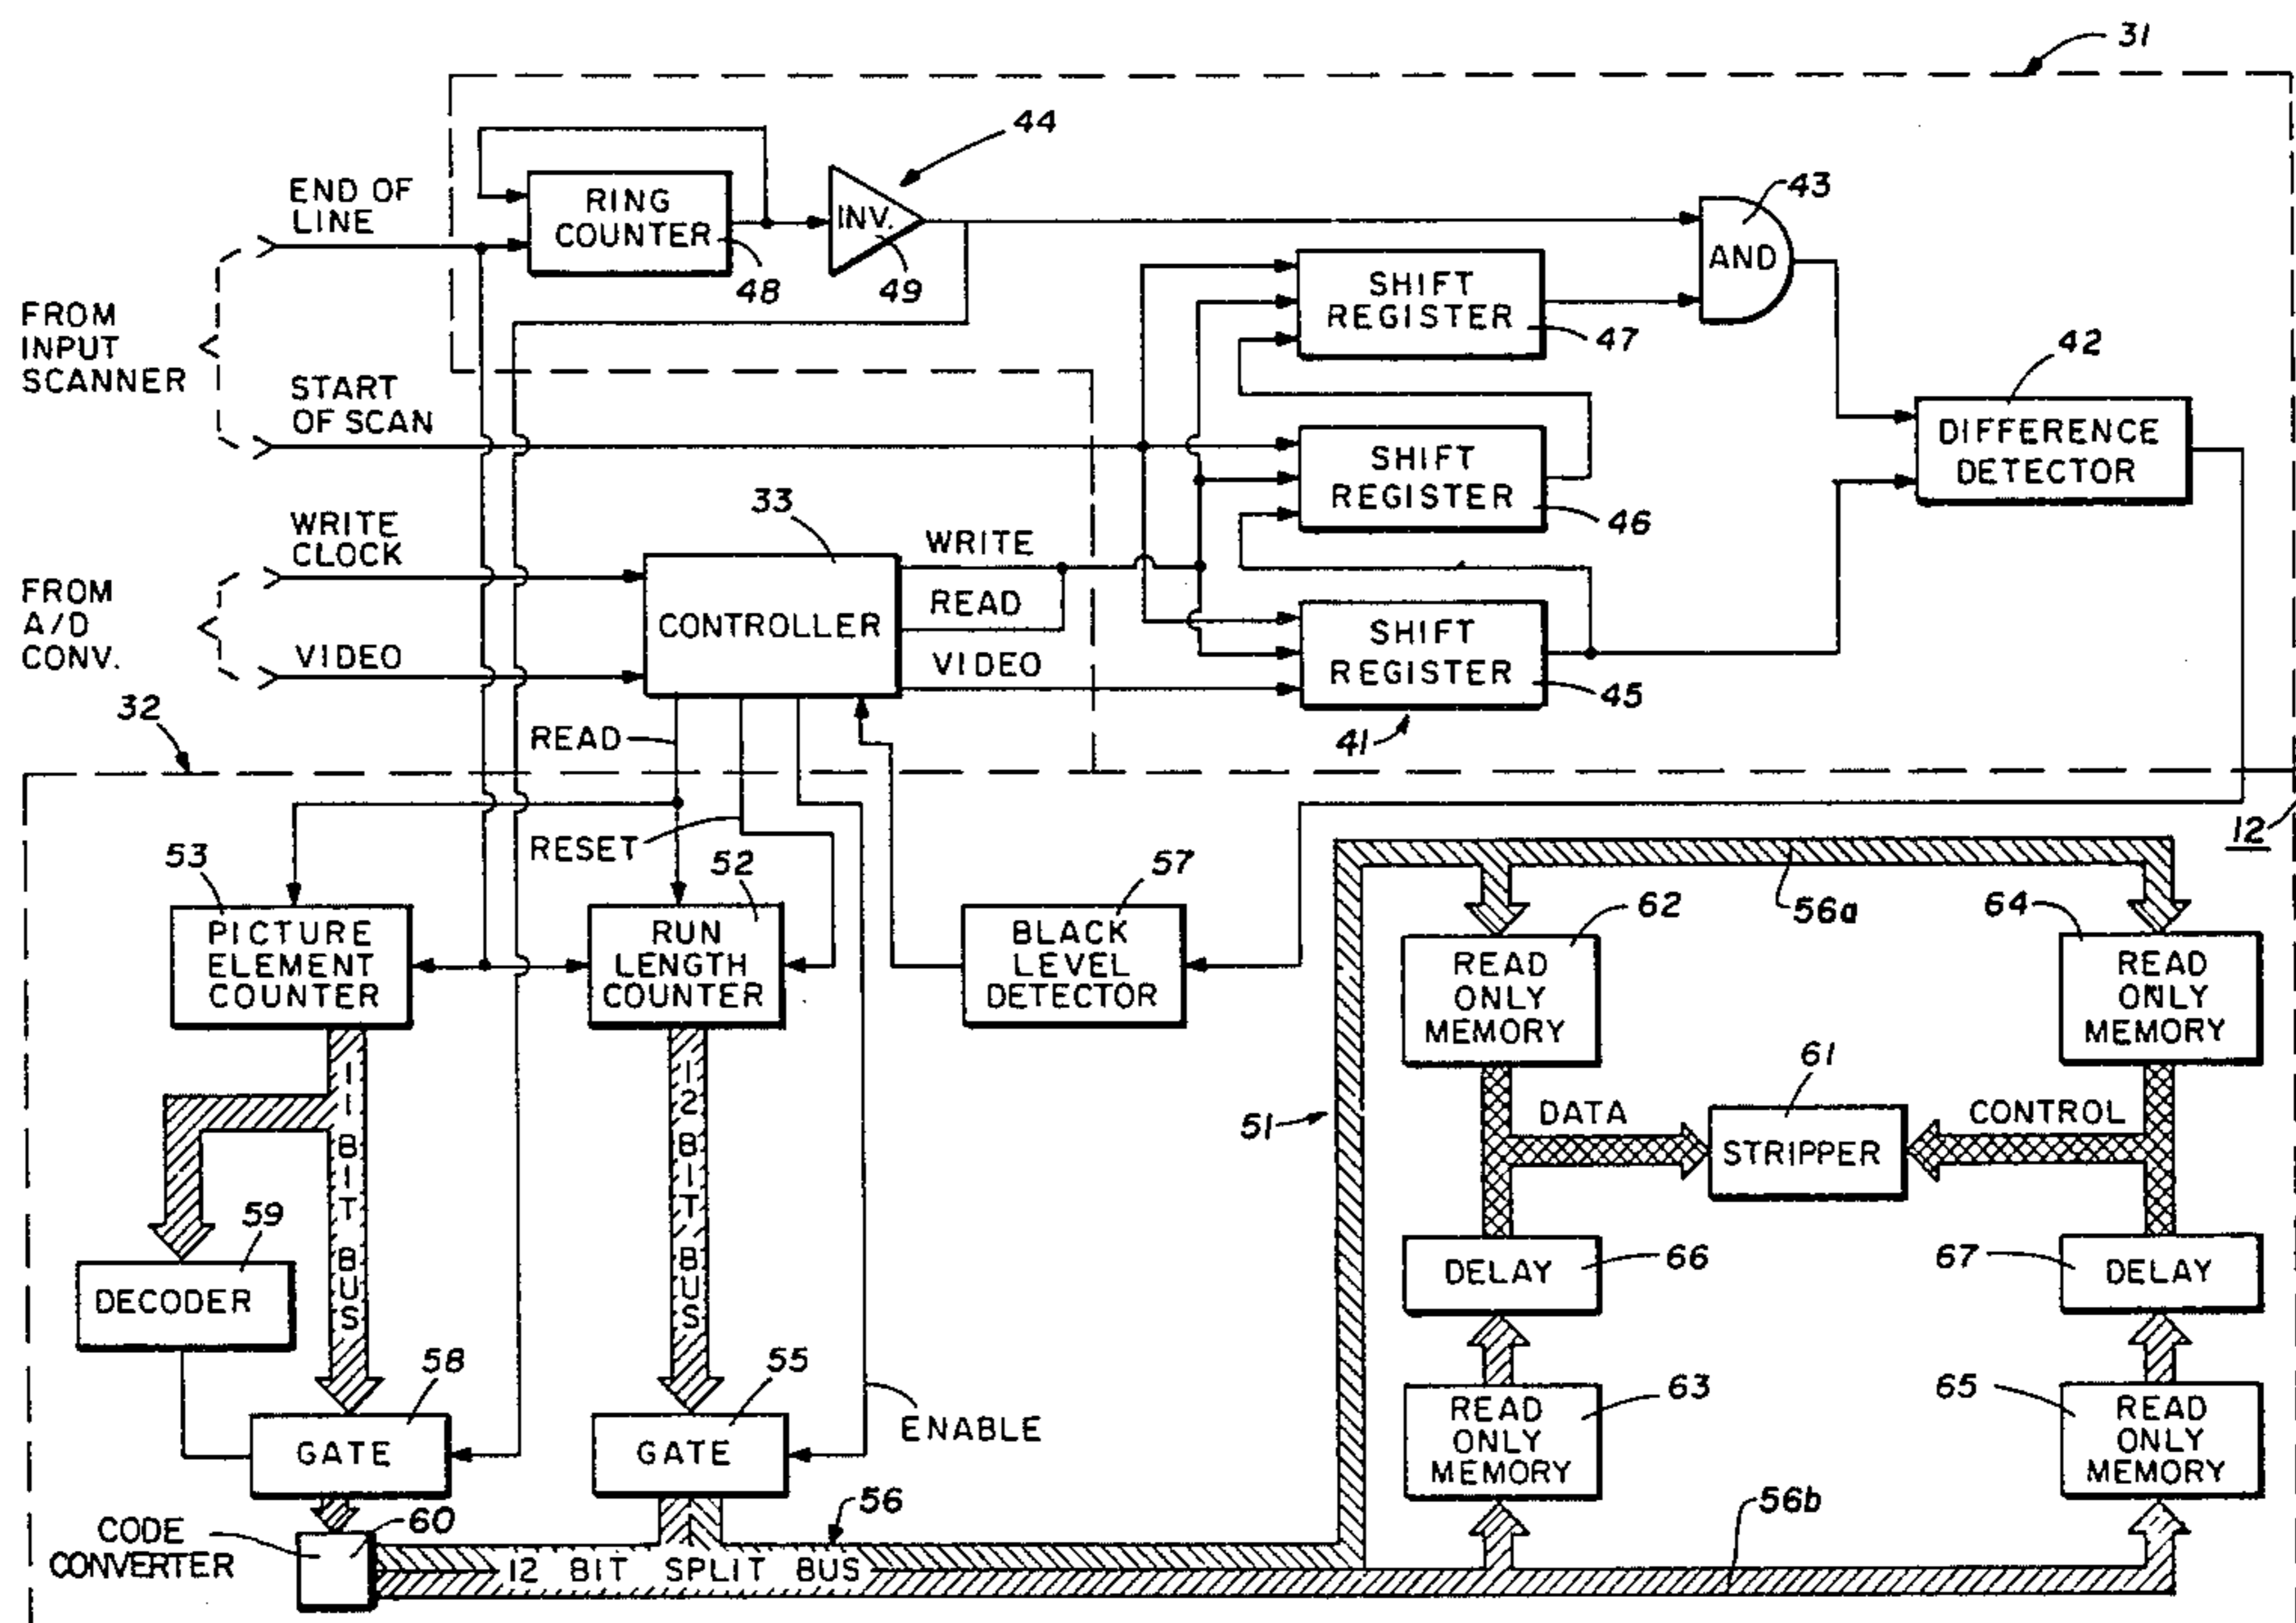 31
44
END OF
LINE
RING
COUNTER
48
INV.
49
43
AND
FROM
INPUT
SCANNER
SHIFT
REGISTER
47
START
OF SCAN
42
DIFFERENCE
DETECTOR
SHIFT
REGISTER
46
WRITE
CLOCK
33
CONTROLLER
WRITE
READ
VIDEO
FROM
A/D
CONV.
VIDEO
SHIFT
REGISTER
45
41
32
READ
RESET
12
53
PICTURE
ELEMENT
COUNTER
52
RUN
LENGTH
COUNTER
57
BLACK
LEVEL
DETECTOR
56a
62
READ
ONLY
MEMORY
64
READ
ONLY
MEMORY
11 BIT BUS
12 BIT BUS
51
DATA
61
STRIPPER
CONTROL
59
DECODER
DELAY
66
67
DELAY
58
GATE
55
GATE
ENABLE
READ
ONLY
MEMORY
63
65
READ
ONLY
MEMORY
CODE
CONVERTER
60
56
12 BIT SPLIT BUS
56b